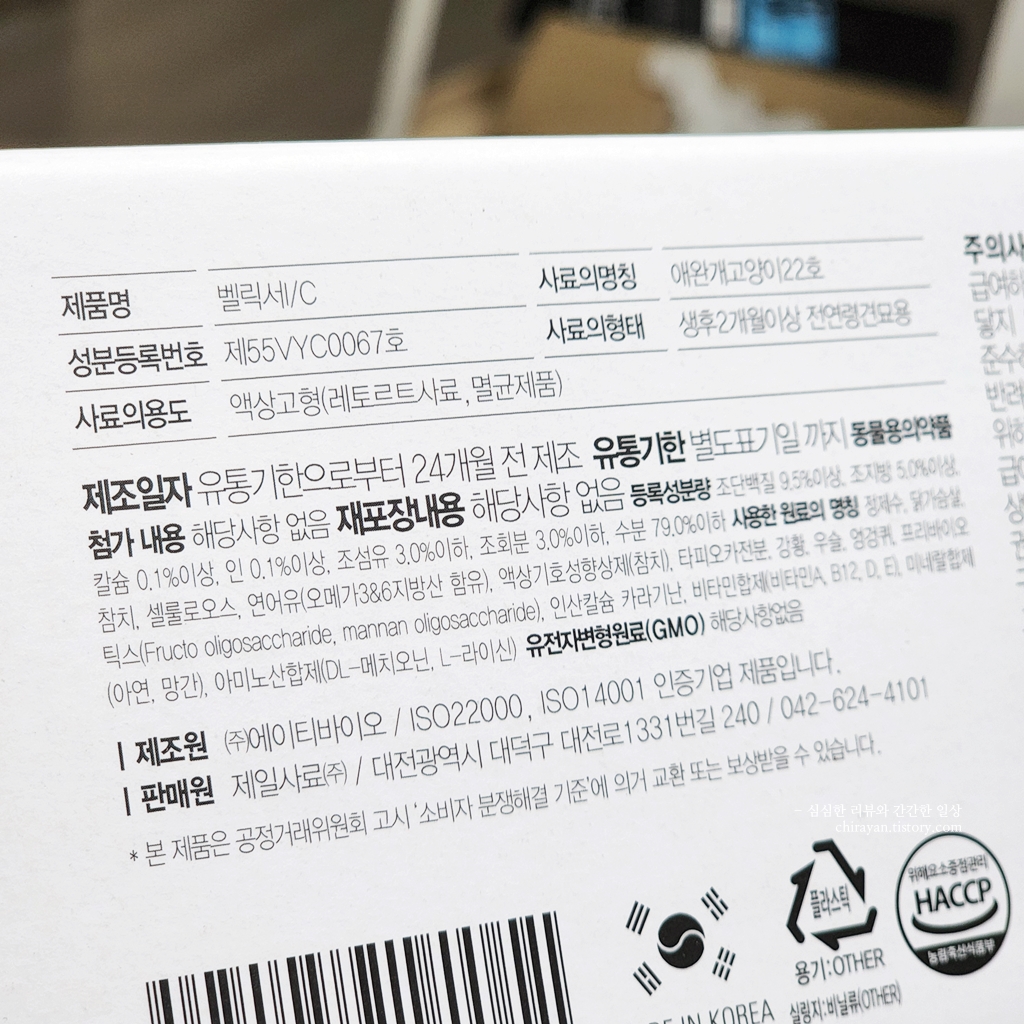 제품명 벨릭서/C 사료의명칭 애완개고양이22호
성분등록번호 제55VYC0067호 사료의형태 생후2개월이상 전연령견묘용
사료의용도 액상고형(레토르트사료, 멸균제품)
제조일자 유통기한으로부터 24개월 전 제조 유통기한 별도표기일 까지 동물용의약품
첨가 내용 해당사항 없음 재포장내용 해당사항 없음 등록성분량 조단백질 9.5%이상, 조지방 5.0%이상,
칼슘 0.1%이상, 인 0.1%이상, 조섬유 3.0%이하, 조회분 3.0%이하, 수분 79.0%이하 사용한 원료의 명칭 정제수, 닭가슴살,
참치, 셀룰로오스, 연어유(오메가3&6지방산 함유), 액상기호성향상제(참치), 타피오카전분, 강황, 우슬, 엉겅퀴, 프리바이오
틱스(Fructo oligosaccharide, mannan oligosaccharide), 인산칼슘 카라기난, 비타민합제(비타민A, B12, D, E), 미네랄합제
(아연, 망간), 아미노산합제(DL-메치오닌, L-라이신) 유전자변형원료(GMO) 해당사항없음
| 제조원 ㈜에이티바이오 / ISO22000, ISO14001 인증기업 제품입니다.
| 판매원 제일사료㈜ / 대전광역시 대덕구 대전로1331번길 240 / 042-624-4101
* 본 제품은 공정거래위원회 고시 '소비자 분쟁해결 기준'에 의거 교환 또는 보상받을 수 있습니다.
주의사
급여하
닿지
준수
반려
위하
급여
- 심심한 리뷰와 간간한 일상
chirayan.tistory.com
플라스틱
용기:OTHER
실링지:비닐류(OTHER)
위해요소중점관리
HACCP
농림축산식품부
IN KOREA